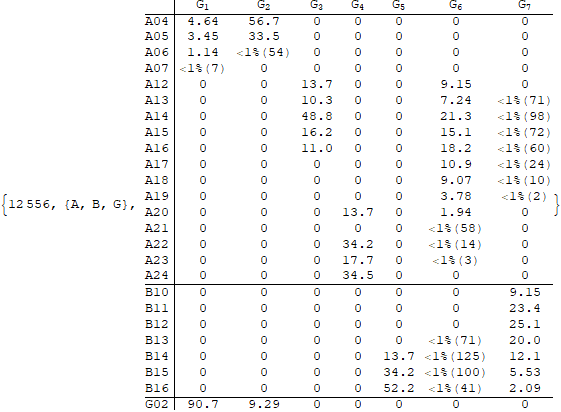 G₁ G₂ G₃ G₄ G₅ G₆ G₇
A04 4.64 56.7 0 0 0 0 0
A05 3.45 33.5 0 0 0 0 0
A06 1.14 <1%(54) 0 0 0 0 0
A07 <1%(7) 0 0 0 0 0 0
A12 0 0 13.7 0 0 9.15 0
A13 0 0 10.3 0 0 7.24 <1%(71)
A14 0 0 48.8 0 0 21.3 <1%(98)
A15 0 0 16.2 0 0 15.1 <1%(72)
A16 0 0 11.0 0 0 18.2 <1%(60)
A17 0 0 0 0 0 10.9 <1%(24)
A18 0 0 0 0 0 9.07 <1%(10)
{12556, {A, B, G}, A19 0 0 0 0 0 3.78 <1%(2) }
A20 0 0 0 13.7 0 1.94 0
A21 0 0 0 0 0 <1%(58) 0
A22 0 0 0 34.2 0 <1%(14) 0
A23 0 0 0 17.7 0 <1%(3) 0
A24 0 0 0 34.5 0 0 0
B10 0 0 0 0 0 0 9.15
B11 0 0 0 0 0 0 23.4
B12 0 0 0 0 0 0 25.1
B13 0 0 0 0 0 <1%(71) 20.0
B14 0 0 0 0 13.7 <1%(125) 12.1
B15 0 0 0 0 34.2 <1%(100) 5.53
B16 0 0 0 0 52.2 <1%(41) 2.09
G02 90.7 9.29 0 0 0 0 0